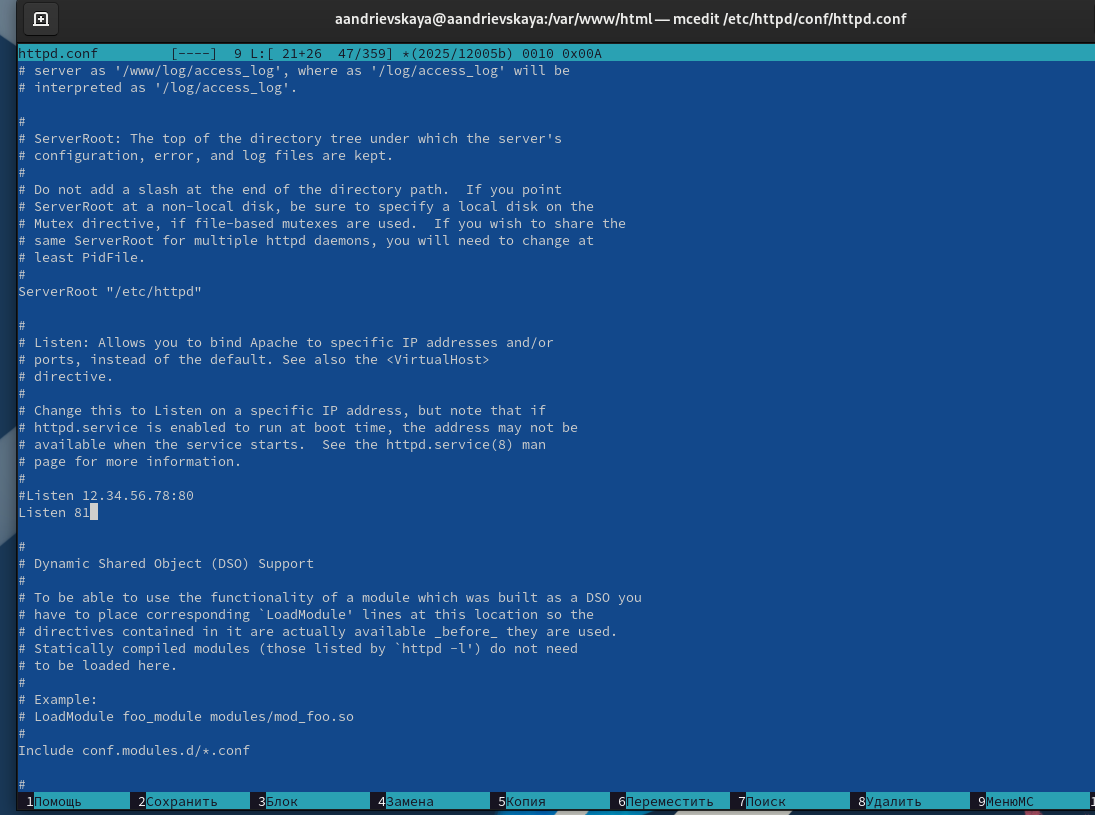 aandrievskaya@aandrievskaya:/var/www/html — mcedit /etc/httpd/conf/httpd.conf
httpd.conf         [----]  9 L:[ 21+26  47/359] *(2025/12005b) 0010 0x00A
# server as '/www/log/access_log', where as '/log/access_log' will be
# interpreted as '/log/access_log'.
#
# ServerRoot: The top of the directory tree under which the server's
# configuration, error, and log files are kept.
#
# Do not add a slash at the end of the directory path.  If you point
# ServerRoot at a non-local disk, be sure to specify a local disk on the
# Mutex directive, if file-based mutexes are used.  If you wish to share the
# same ServerRoot for multiple httpd daemons, you will need to change at
# least PidFile.
#
ServerRoot "/etc/httpd"
#
# Listen: Allows you to bind Apache to specific IP addresses and/or
# ports, instead of the default. See also the <VirtualHost>
# directive.
#
# Change this to Listen on a specific IP address, but note that if
# httpd.service is enabled to run at boot time, the address may not be
# available when the service starts.  See the httpd.service(8) man
# page for more information.
#
#Listen 12.34.56.78:80
Listen 81
#
# Dynamic Shared Object (DSO) Support
#
# To be able to use the functionality of a module which was built as a DSO you
# have to place corresponding `LoadModule' lines at this location so the
# directives contained in it are actually available _before_ they are used.
# Statically compiled modules (those listed by `httpd -l') do not need
# to be loaded here.
#
# Example:
# LoadModule foo_module modules/mod_foo.so
#
Include conf.modules.d/*.conf
#
1Помощь 2Сохранить 3Блок 4Замена 5Копия 6Переместить 7Поиск 8Удалить 9МенюMC 1